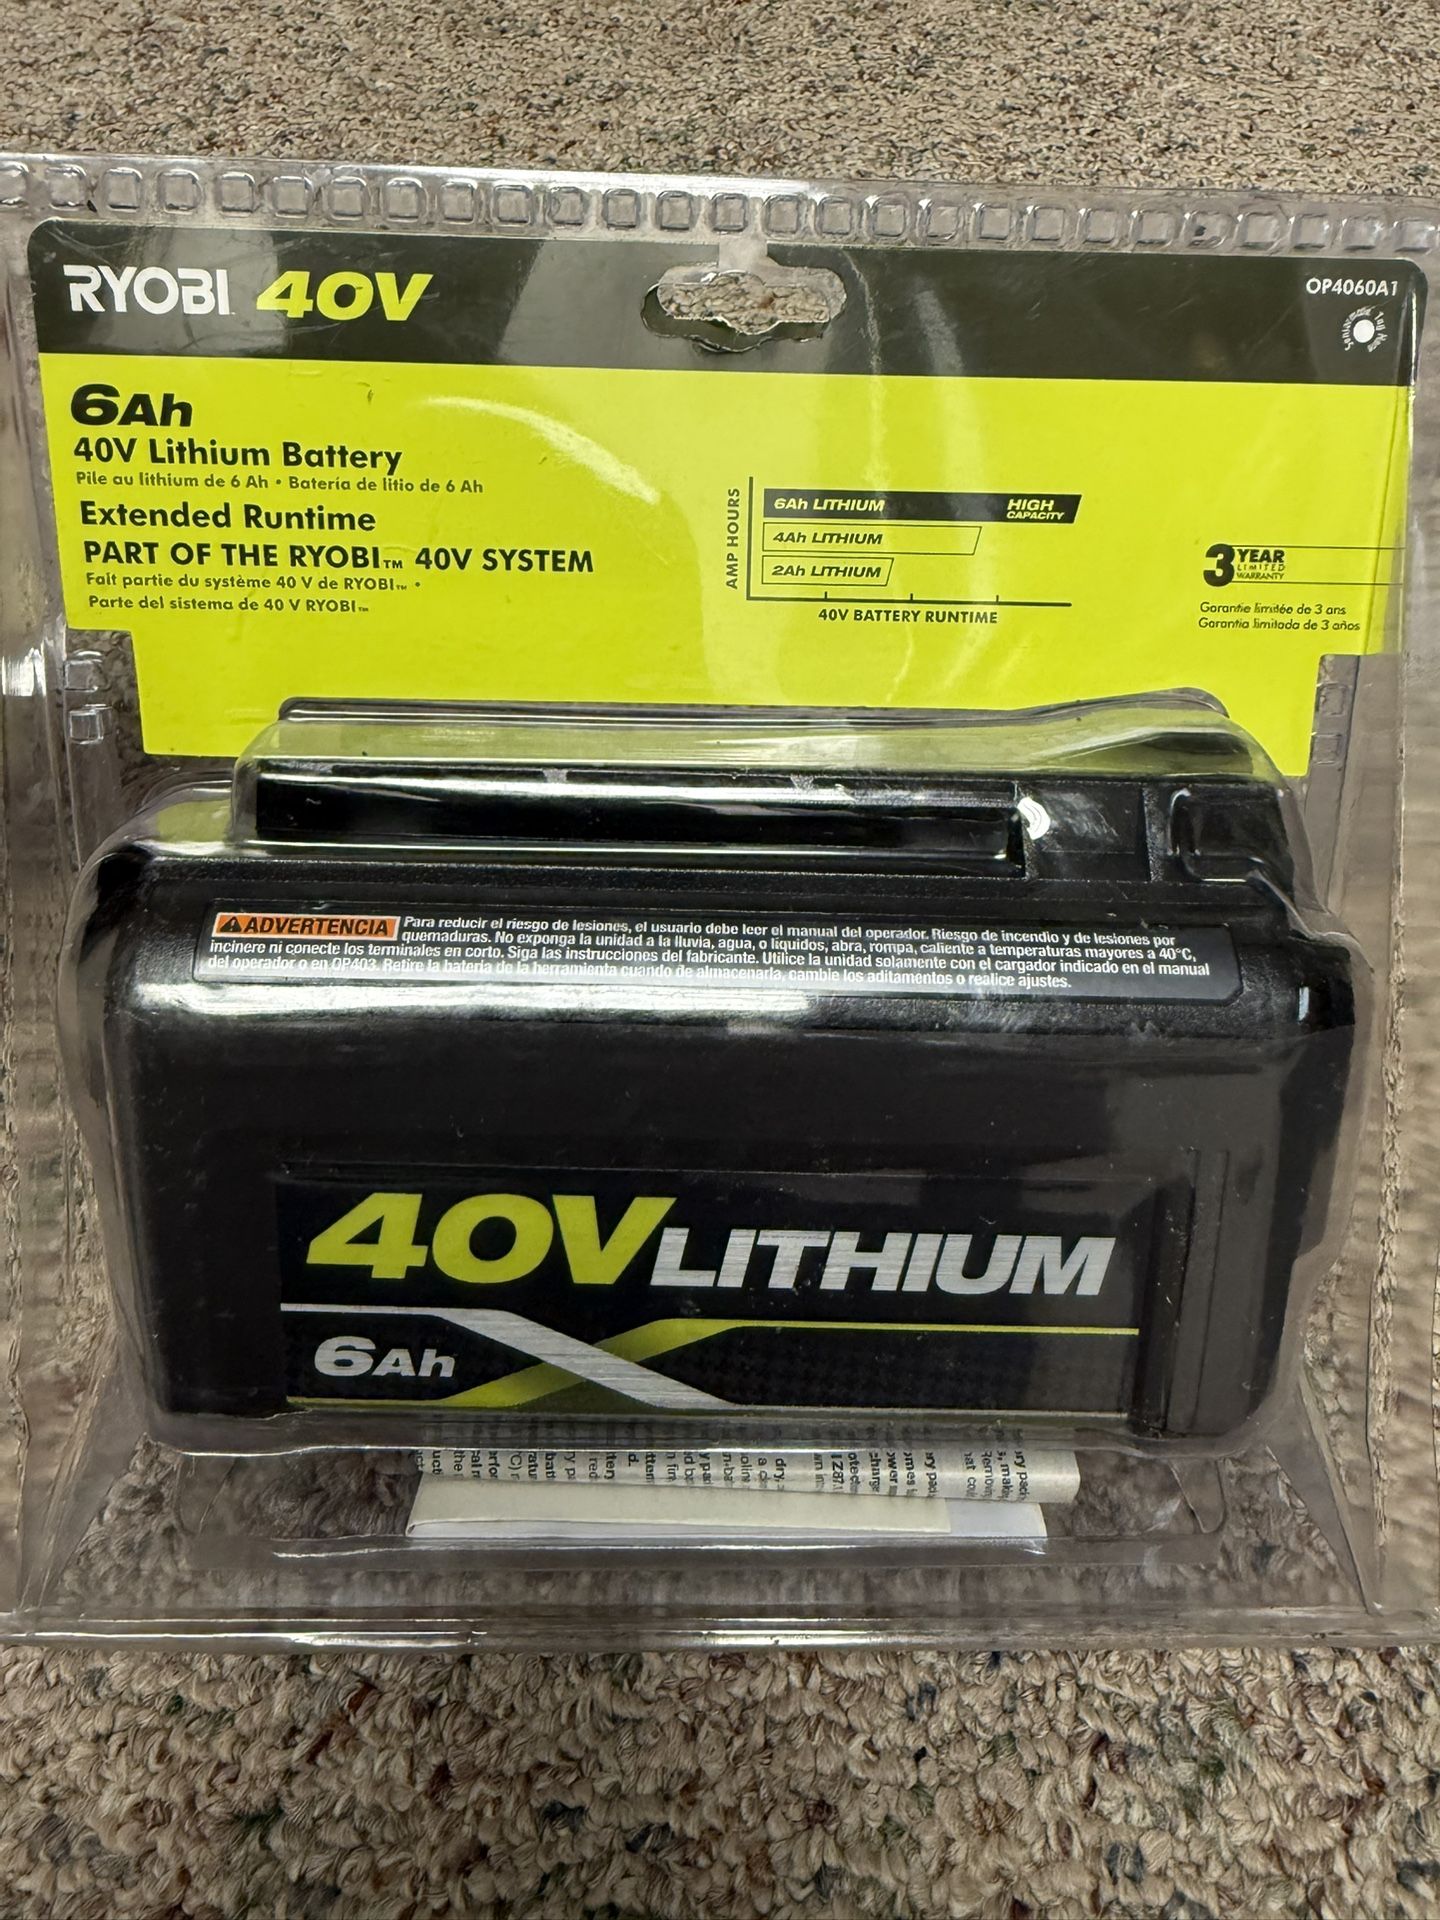 RYOBI 40V
OP4060A1
Sensormatic Tag Here
6Ah
40V Lithium Battery
Pile au lithium de 6 Ah • Batería de litio de 6 Ah
Extended Runtime
PART OF THE RYOBI™ 40V SYSTEM
Fait partie du système 40 V de RYOBI™ •
Parte del sistema de 40 V RYOBI™
AMP HOURS
6Ah LITHIUM HIGH CAPACITY
4Ah LITHIUM
2Ah LITHIUM
40V BATTERY RUNTIME
3 YEAR
LIMITED
WARRANTY
Garantie limitée de 3 ans
Garantía limitada de 3 años
ADVERTENCIA Para reducir el riesgo de lesiones, el usuario debe leer el manual del operador. Riesgo de incendio y de lesiones por
quemaduras. No exponga la unidad a la lluvia, agua, o líquidos, abra, rompa, caliente a temperaturas mayores a 40°C,
incinere ni conecte los terminales en corto. Siga las instrucciones del fabricante. Utilice la unidad solamente con el cargador indicado en el manual
del operador o en OP403. Retire la batería de la herramienta cuando de almacenarla, cambie los aditamentos o realice ajustes.
40V LITHIUM
6Ah